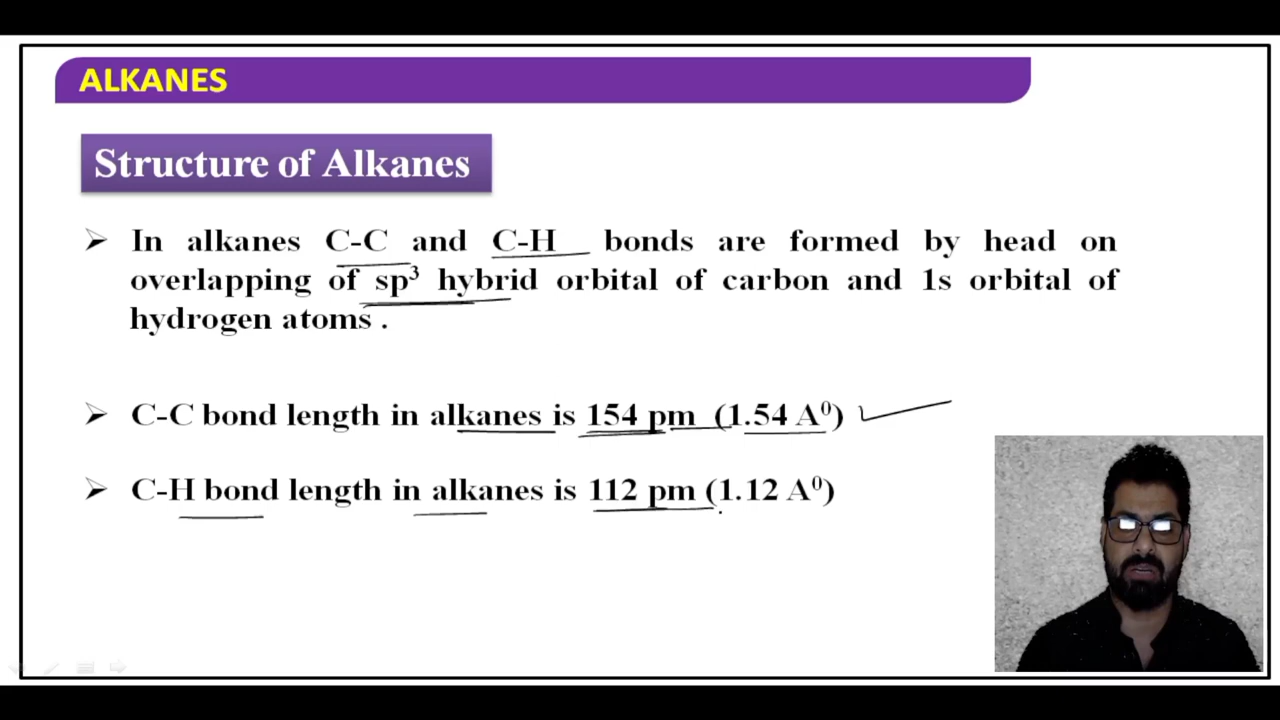 ALKANES
Structure of Alkanes
➢ In alkanes C-C and C-H bonds are formed by head on
overlapping of sp³ hybrid orbital of carbon and 1s orbital of
hydrogen atoms .
➢ C-C bond length in alkanes is 154 pm (1.54 A⁰)
➢ C-H bond length in alkanes is 112 pm (1.12 A⁰)